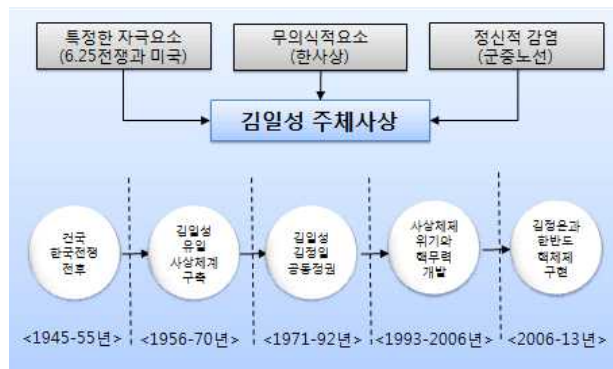 특정한 자극요소
(6.25전쟁과 미국)
무의식적요소
(한사상)
정신적 감염
(군중노선)
김일성 주체사상
건국
한국전쟁
전후
김일성
유일
사상체계
구축
김일성
김정일
공동정권
사상체제
위기와
핵무력
개발
김정은과
한반도
핵체제
구현
<1945-55년>
<1956-70년>
<1971-92년>
<1993-2006년>
<2006-13년>